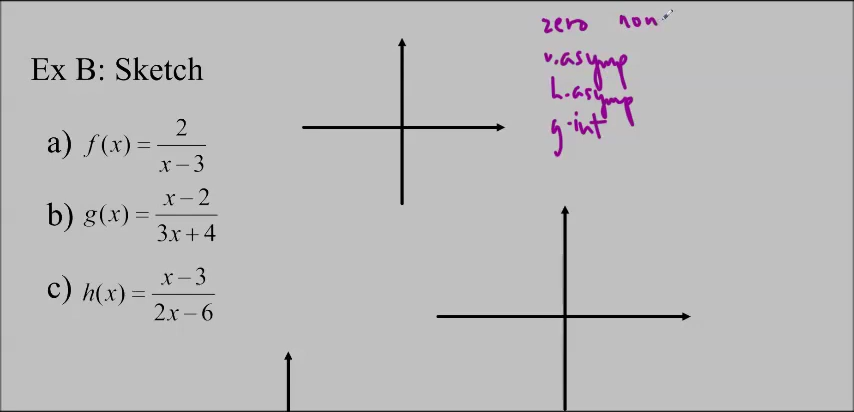 zero non
v.asymp
h.asymp
Ex B: Sketch
y-int
a) f(x) = 2/(x − 3)
b) g(x) = (x − 2)/(3x + 4)
c) h(x) = (x − 3)/(2x − 6)